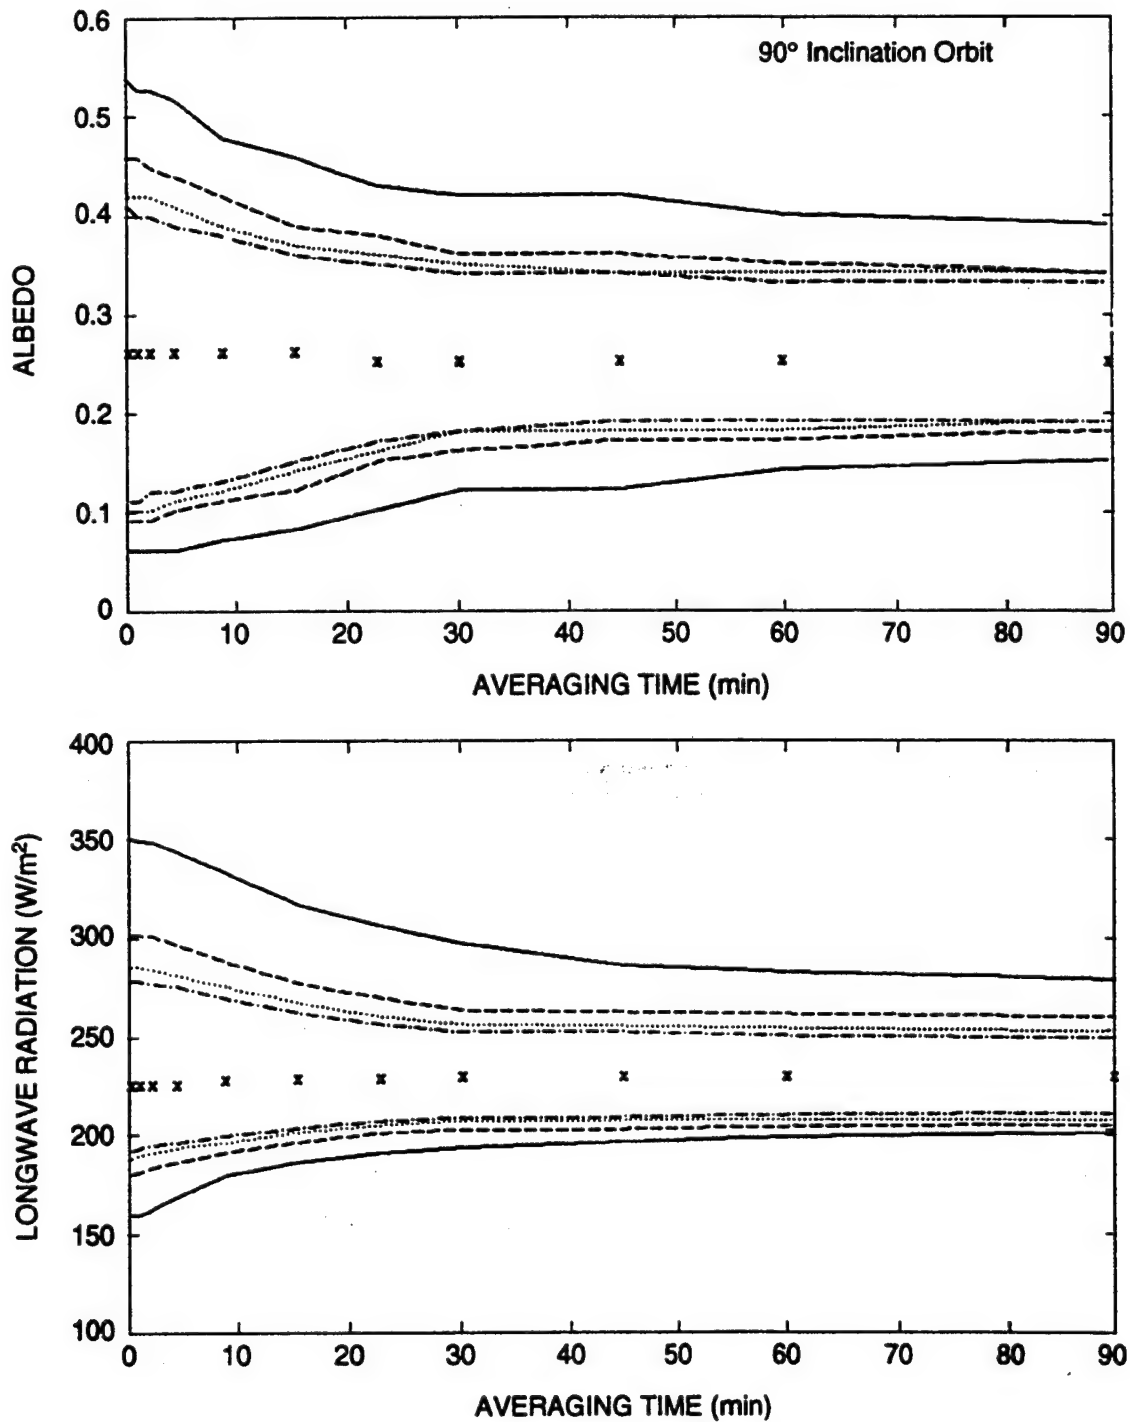 0.6
90° Inclination Orbit
0.5
0.4
0.3
0.2
0.1
0
ALBEDO
0 10 20 30 40 50 60 70 80 90
AVERAGING TIME (min)
400
350
300
250
200
150
100
LONGWAVE RADIATION (W/m²)
0 10 20 30 40 50 60 70 80 90
AVERAGING TIME (min)